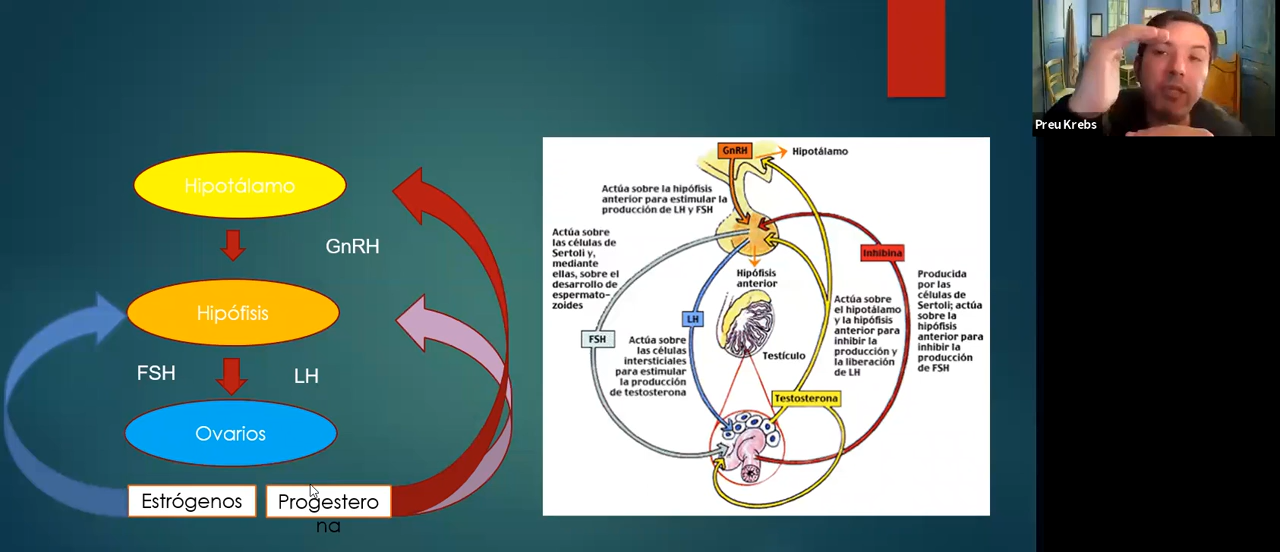 Hipotálamo
GnRH
Hipófisis
FSH
LH
Ovarios
Estrógenos
Progestero
na
GnRH
Hipotálamo
Actúa sobre la hipófisis
anterior para estimular la
producción de LH y FSH
Actúa sobre
las células de
Sertoli y,
mediante
ellas, sobre el
desarrollo de
espermato-
zoides
Hipófisis
anterior
Inhibina
Producida
por las
células de
Sertoli; actúa
sobre la
hipófisis
anterior para
inhibir la
producción
de FSH
LH
FSH
Actúa sobre
las células
intersticiales
para estimular
la producción
de testosterona
Testículo
Actúa sobre
el hipotálamo
y la hipófisis
anterior para
inhibir la
producción y
la liberación
de LH
Testosterona
Preu Krebs